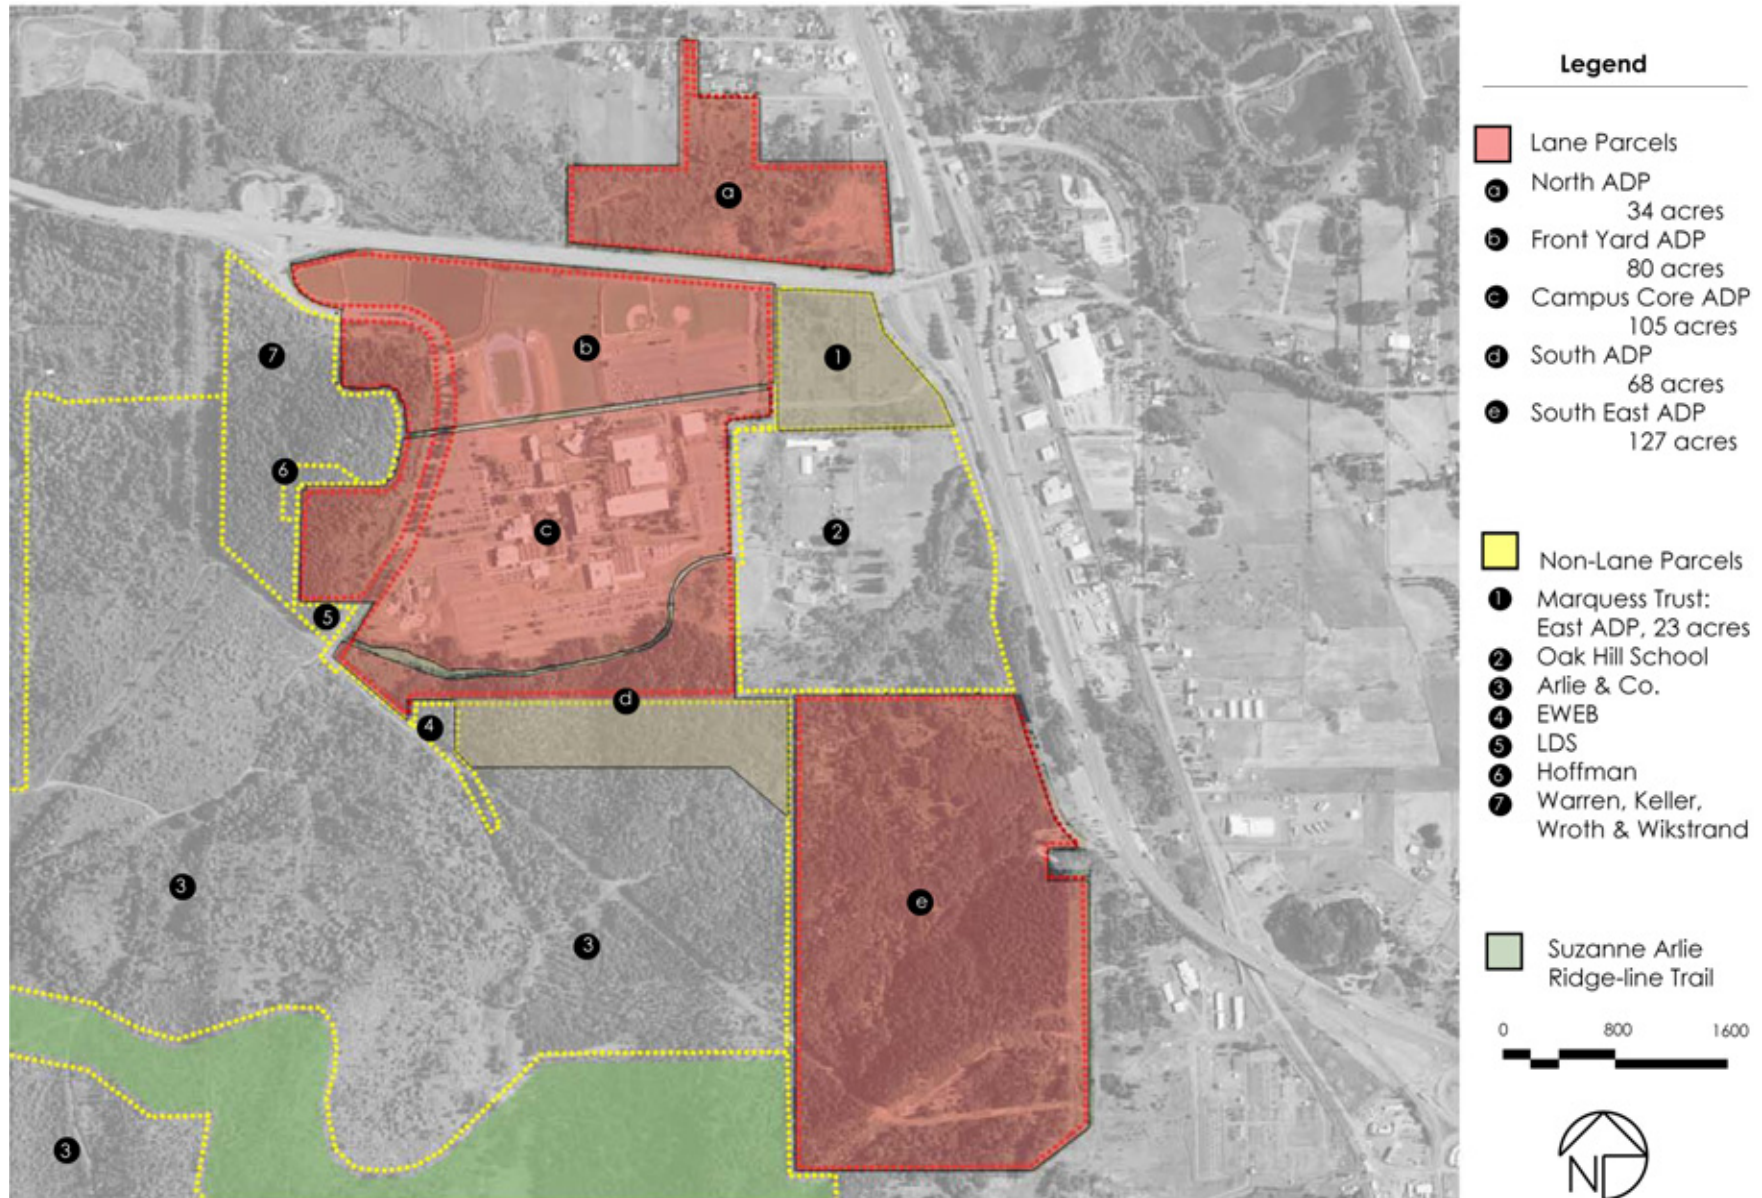 Legend
Lane Parcels
a North ADP
34 acres
b Front Yard ADP
80 acres
c Campus Core ADP
105 acres
d South ADP
68 acres
e South East ADP
127 acres
Non-Lane Parcels
1 Marquess Trust:
East ADP, 23 acres
2 Oak Hill School
3 Arlie & Co.
4 EWEB
5 LDS
6 Hoffman
7 Warren, Keller,
Wroth & Wikstrand
Suzanne Arlie
Ridge-line Trail
0 800 1600
N
a
b
7
1
6
c
2
5
d
4
3
e
3
3